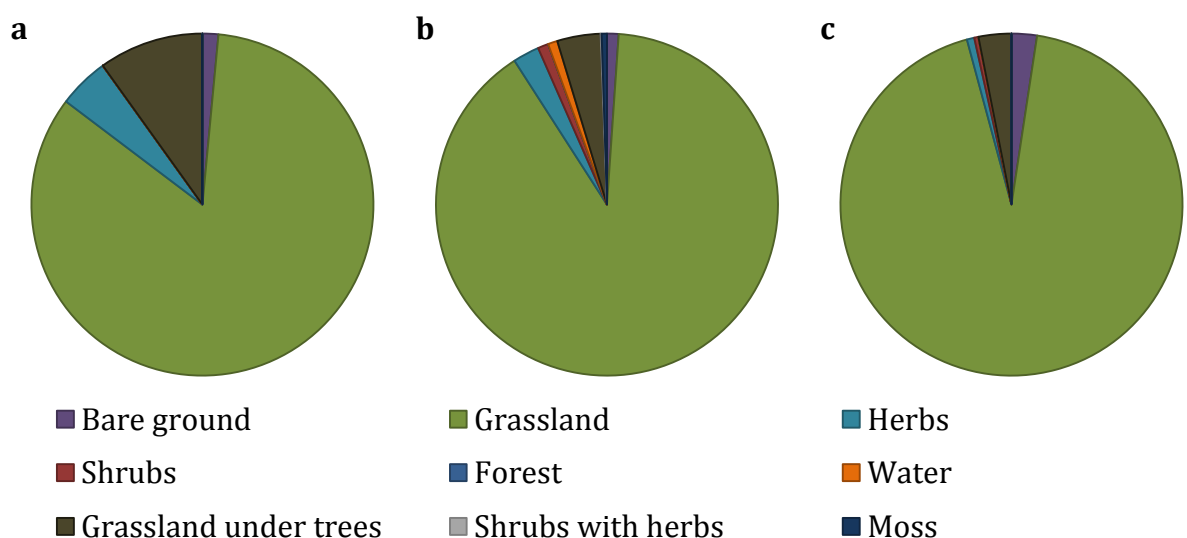 a b c
Bare ground Grassland Herbs
Shrubs Forest Water
Grassland under trees Shrubs with herbs Moss